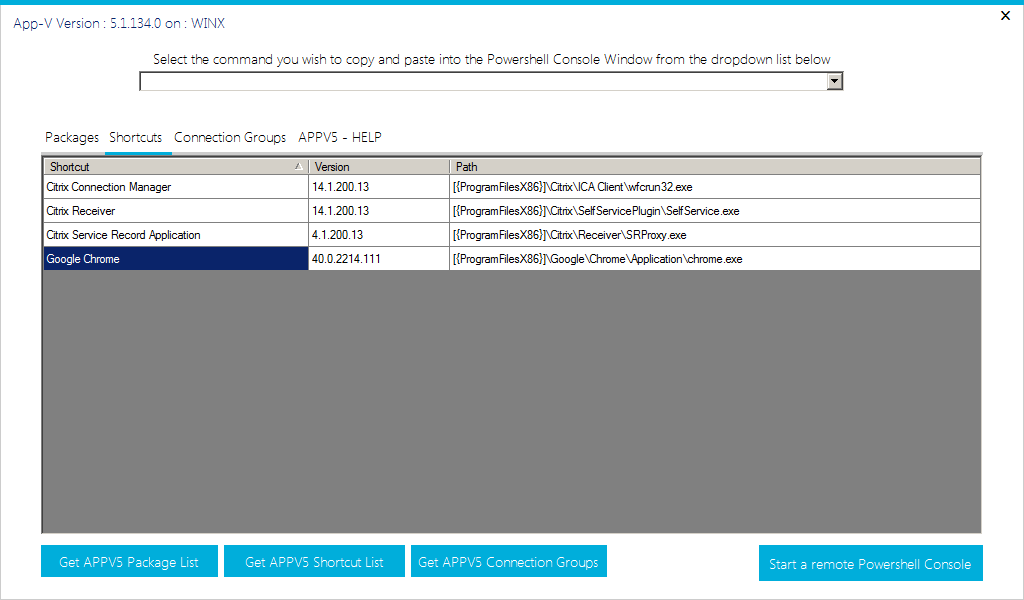 App-V Version : 5.1.134.0 on : WINX
Select the command you wish to copy and paste into the Powershell Console Window from the dropdown list below
Packages Shortcuts Connection Groups APPV5 - HELP
Shortcut Version Path
Citrix Connection Manager 14.1.200.13 [{ProgramFilesX86}]\Citrix\ICA Client\wfcrun32.exe
Citrix Receiver 14.1.200.13 [{ProgramFilesX86}]\Citrix\SelfServicePlugin\SelfService.exe
Citrix Service Record Application 4.1.200.13 [{ProgramFilesX86}]\Citrix\Receiver\SRProxy.exe
Google Chrome 40.0.2214.111 [{ProgramFilesX86}]\Google\Chrome\Application\chrome.exe
Get APPV5 Package List Get APPV5 Shortcut List Get APPV5 Connection Groups Start a remote Powershell Console